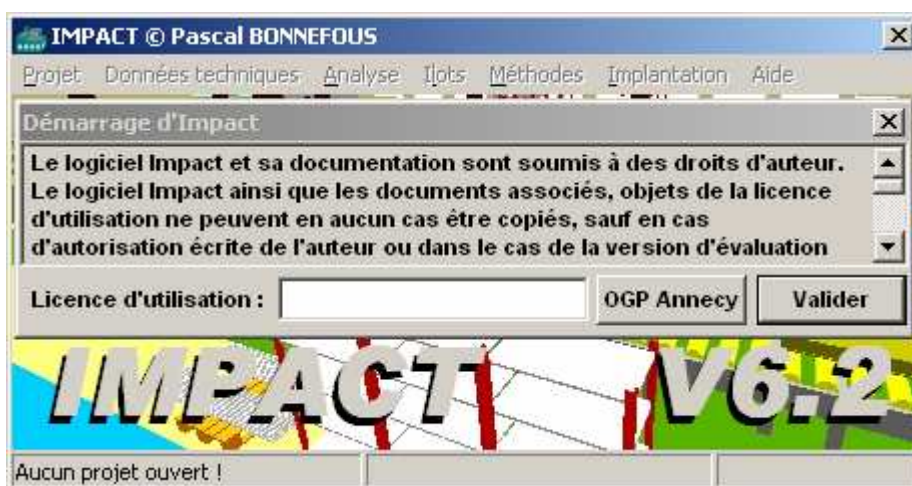 IMPACT © Pascal BONNEFOUS
Projet Données techniques Analyse Ilots Méthodes Implantation Aide
Démarrage d'Impact
Le logiciel Impact et sa documentation sont soumis à des droits d'auteur.
Le logiciel Impact ainsi que les documents associés, objets de la licence
d'utilisation ne peuvent en aucun cas être copiés, sauf en cas
d'autorisation écrite de l'auteur ou dans le cas de la version d'évaluation
Licence d'utilisation : OGP Annecy Valider
IMPACT V6.2
Aucun projet ouvert !